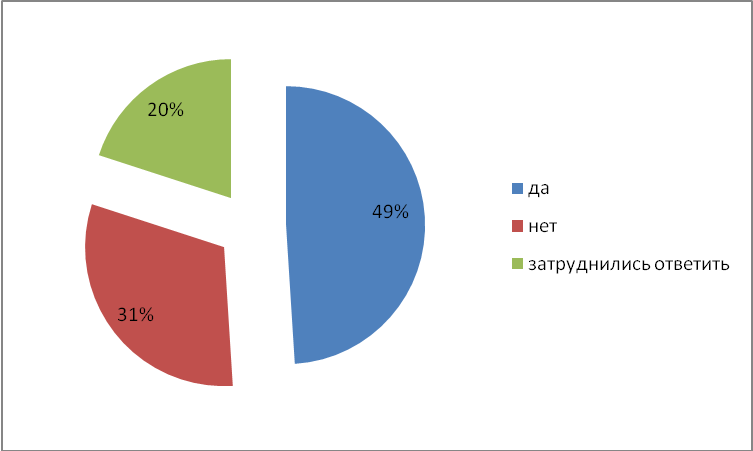 20%
49%
31%
да
нет
затруднились ответить